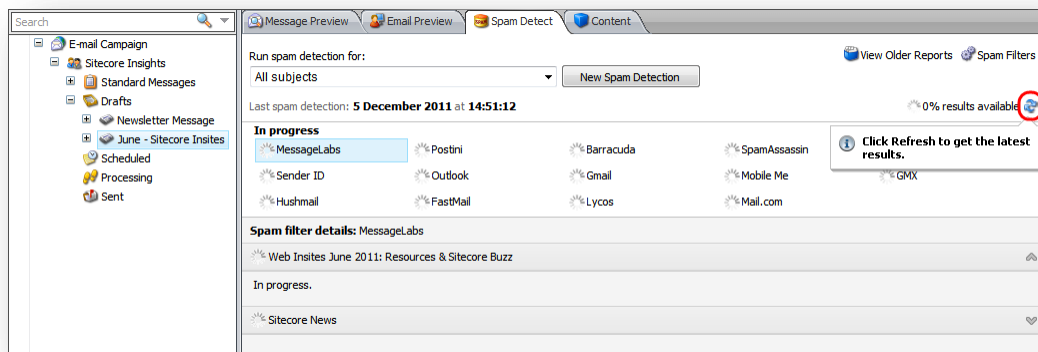 Search
E-mail Campaign
Sitecore Insights
Standard Messages
Drafts
Newsletter Message
June - Sitecore Insites
Scheduled
Processing
Sent
Message Preview Email Preview Spam Detect Content
Run spam detection for:
View Older Reports Spam Filters
All subjects New Spam Detection
Last spam detection: 5 December 2011 at 14:51:12 0% results available
In progress
Click Refresh to get the latest
results.
MessageLabs Postini Barracuda SpamAssassin
Sender ID Outlook Gmail Mobile Me GMX
Hushmail FastMail Lycos Mail.com
Spam filter details: MessageLabs
Web Insites June 2011: Resources & Sitecore Buzz
In progress.
Sitecore News